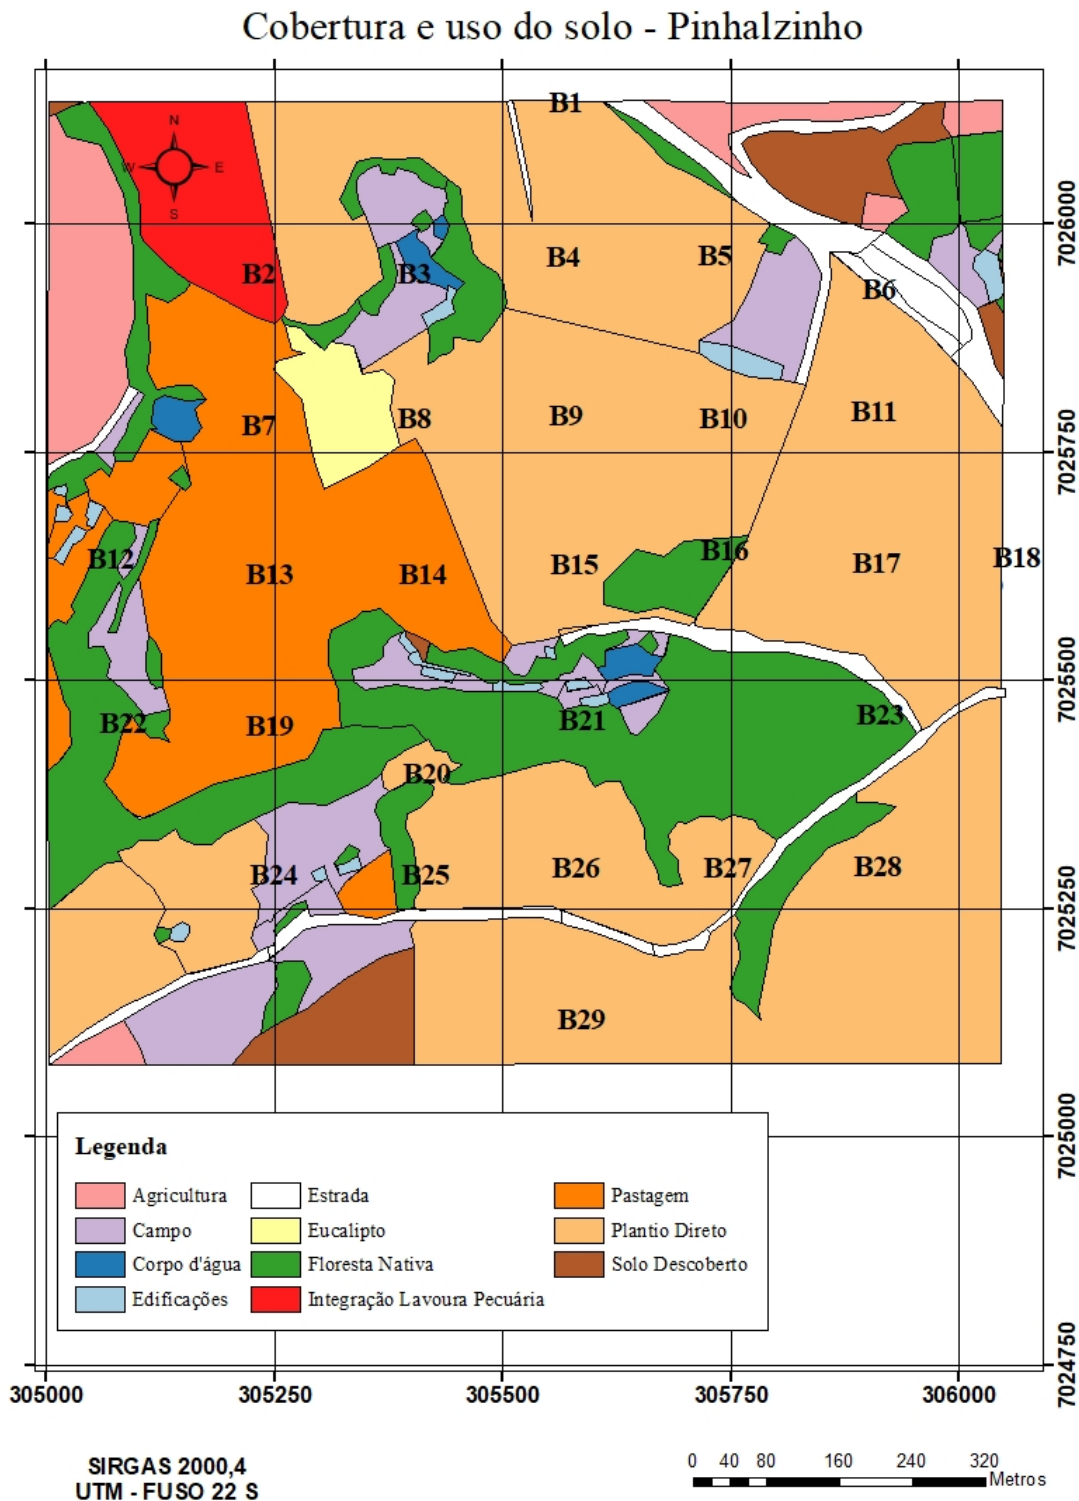 Cobertura e uso do solo - Pinhalzinho
B1
N
W E
S
7026000
B2 B3 B4 B5 B6
B7 B8 B9 B10 B11
7025750
B12 B13 B14 B15 B16 B17 B18
7025500
B22 B19 B21 B23
B20
B24 B25 B26 B27 B28
7025250
B29
7025000
Legenda
Agricultura Estrada Pastagem
Campo Eucalipto Plantio Direto
Corpo d'água Floresta Nativa Solo Descoberto
Edificações Integração Lavoura Pecuária
7024750
305000 305250 305500 305750 306000
SIRGAS 2000,4
UTM - FUSO 22 S
0 40 80 160 240 320
Metros